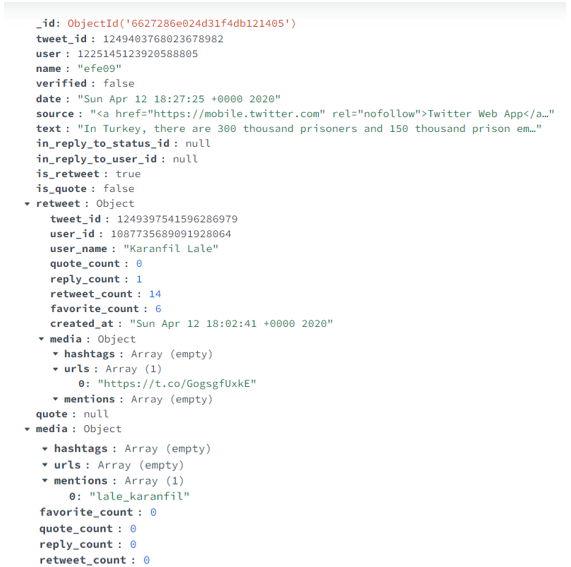 _id: ObjectId('6627286e024d31f4db121405')
tweet_id : 1249403768023678982
user : 1225145123920588805
name : "efe09"
verified : false
date : "Sun Apr 12 18:27:25 +0000 2020"
source : "<a href="https://mobile.twitter.com" rel="nofollow">Twitter Web App</a…"
text : "In Turkey, there are 300 thousand prisoners and 150 thousand prison em…"
in_reply_to_status_id : null
in_reply_to_user_id : null
is_retweet : true
is_quote : false
retweet : Object
tweet_id : 1249397541596286979
user_id : 1087735689091928064
user_name : "Karanfil Lale"
quote_count : 0
reply_count : 1
retweet_count : 14
favorite_count : 6
created_at : "Sun Apr 12 18:02:41 +0000 2020"
media : Object
hashtags : Array (empty)
urls : Array (1)
0: "https://t.co/GogsgfUxkE"
mentions : Array (empty)
quote : null
media : Object
hashtags : Array (empty)
urls : Array (empty)
mentions : Array (1)
0: "lale_karanfil"
favorite_count : 0
quote_count : 0
reply_count : 0
retweet_count : 0